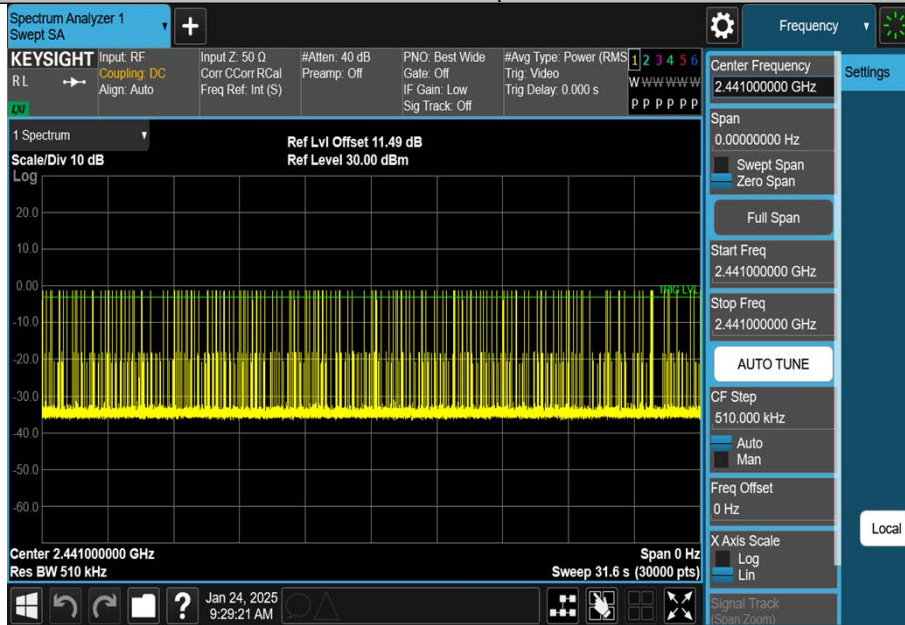 Spectrum Analyzer 1
Swept SA
Frequency
KEYSIGHT
R L
LXI
Input: RF
Coupling: DC
Align: Auto
Input Z: 50 Ω
Corr CCorr RCal
Freq Ref: Int (S)
#Atten: 40 dB
Preamp: Off
PNO: Best Wide
Gate: Off
IF Gain: Low
Sig Track: Off
#Avg Type: Power (RMS
Trig: Video
Trig Delay: 0.000 s
1 2 3 4 5 6
W W W W W W
P P P P P P
1 Spectrum
Scale/Div 10 dB
Log
Ref Lvl Offset 11.49 dB
Ref Level 30.00 dBm
20.0
10.0
0.00
TRIG LVL
-10.0
-20.0
-30.0
-40.0
-50.0
-60.0
Center 2.441000000 GHz
Res BW 510 kHz
Span 0 Hz
Sweep 31.6 s (30000 pts)
Center Frequency
2.441000000 GHz
Settings
Span
0.00000000 Hz
Swept Span
Zero Span
Full Span
Start Freq
2.441000000 GHz
Stop Freq
2.441000000 GHz
AUTO TUNE
CF Step
510.000 kHz
Auto
Man
Freq Offset
0 Hz
Local
X Axis Scale
Log
Lin
Signal Track
(Span Zoom)
?
Jan 24, 2025
9:29:21 AM